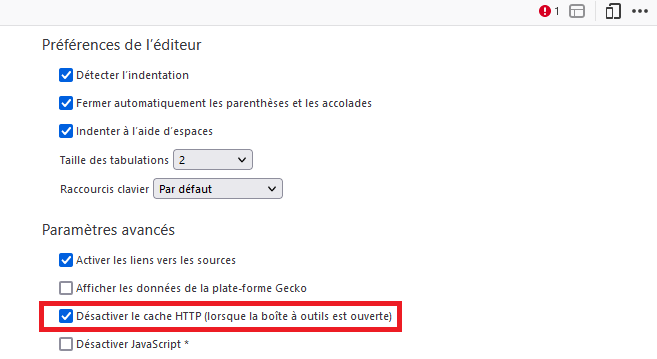 1
Préférences de l’éditeur
Détecter l’indentation
Fermer automatiquement les parenthèses et les accolades
Indenter à l’aide d’espaces
Taille des tabulations 2
Raccourcis clavier Par défaut
Paramètres avancés
Activer les liens vers les sources
Afficher les données de la plate-forme Gecko
Désactiver le cache HTTP (lorsque la boîte à outils est ouverte)
Désactiver JavaScript *